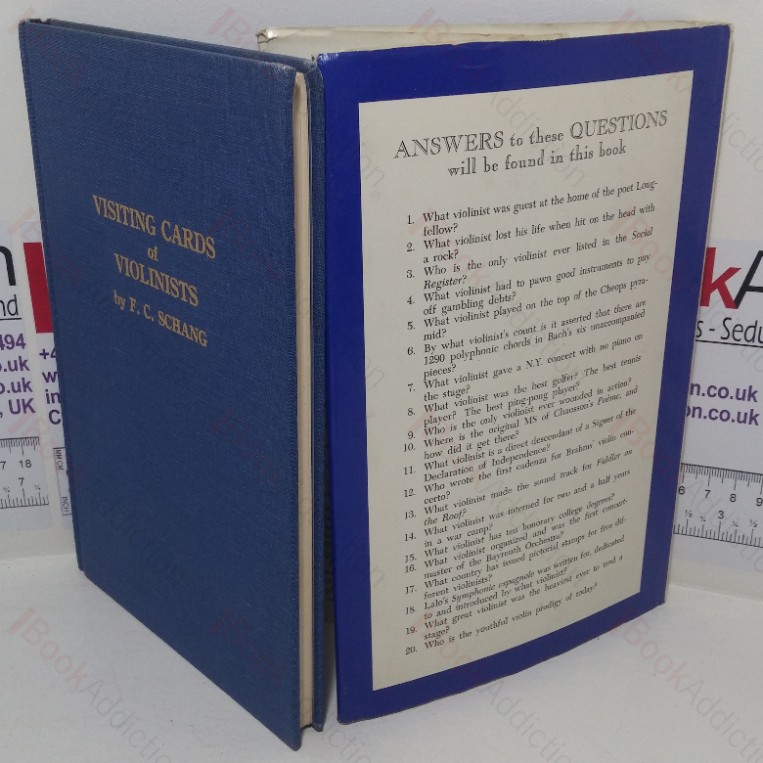 VISITING CARDS
of
VIOLINISTS
by F. C. SCHANG
ANSWERS to these QUESTIONS
will be found in this book
1. What violinist was guest at the home of the poet Long-
fellow?
2. What violinist lost his life when hit on the head with
a rock?
3. Who is the only violinist ever listed in the Social
Register?
4. What violinist had to pawn good instruments to pay
off gambling debts?
5. What violinist played on the top of the Cheops pyra-
mid?
6. By what violinist's count is it asserted that there are
1290 polyphonic chords in Bach's six unaccompanied
pieces?
7. What violinist gave a N.Y. concert with no piano on
the stage?
8. What violinist was the best golfer? The best tennis
player? The best ping-pong player?
9. Who is the only violinist ever wounded in action?
10. Where is the original MS of Chausson's Poème, and
how did it get there?
11. What violinist is a direct descendant of a Signer of the
Declaration of Independence?
12. Who wrote the first cadenza for Brahms' violin con-
certo?
13. What violinist made the sound track for Fiddler on
the Roof?
14. What violinist was interned for two and a half years
in a war camp?
15. What violinist has ten honorary college degrees?
16. What violinist organized and was the first concert-
master of the Bayreuth Orchestra?
17. What country has issued pictorial stamps for five dif-
ferent violinists?
18. Lalo's Symphonie espagnole was written for, dedicated
to and introduced by what violinist?
19. What great violinist was the heaviest ever to tread a
stage?
20. Who is the youthful violin prodigy of today?
494
.co.uk
, UK
kA
s - Sedu
on.co.uk
on.co.uk
iBookAddiction